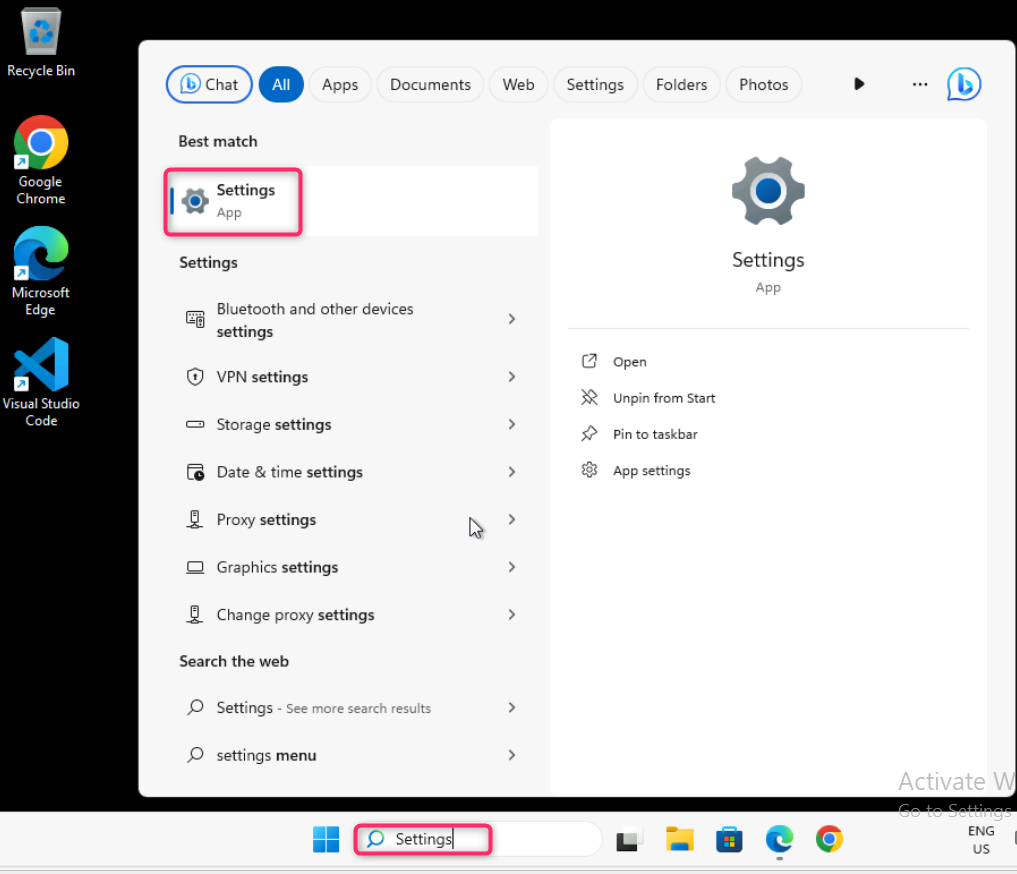 Recycle Bin
Google
Chrome
Microsoft
Edge
Visual Studio
Code
Chat
All
Apps
Documents
Web
Settings
Folders
Photos
Best match
Settings
App
Settings
Bluetooth and other devices
settings
VPN settings
Storage settings
Date & time settings
Proxy settings
Graphics settings
Change proxy settings
Search the web
Settings - See more search results
settings menu
Settings
App
Open
Unpin from Start
Pin to taskbar
App settings
Activate W
Go to Settings
Settings
ENG
US